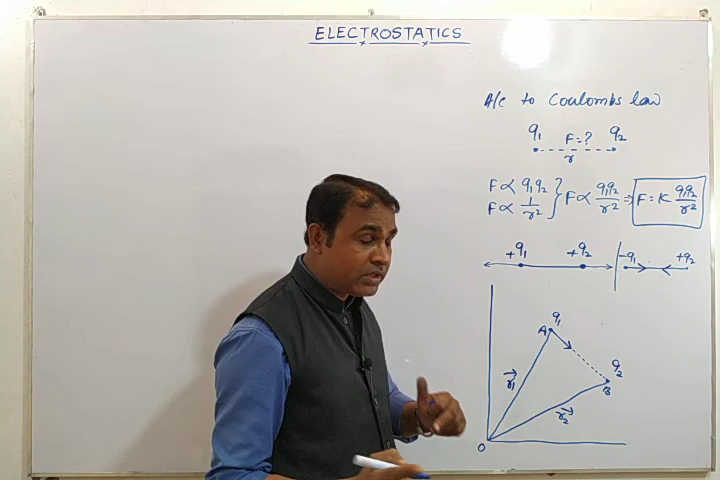 ELECTROSTATICS
A/c to Coulombs law
q₁ F=? q₂
r
F ∝ q₁q₂
F ∝ 1/r² } F ∝ q₁q₂/r² ⇒ F = K q₁q₂/r²
+q₁ +q₂ -q₁ +q₂
q₁
A
q₂
B
r₁→
r₂→
O